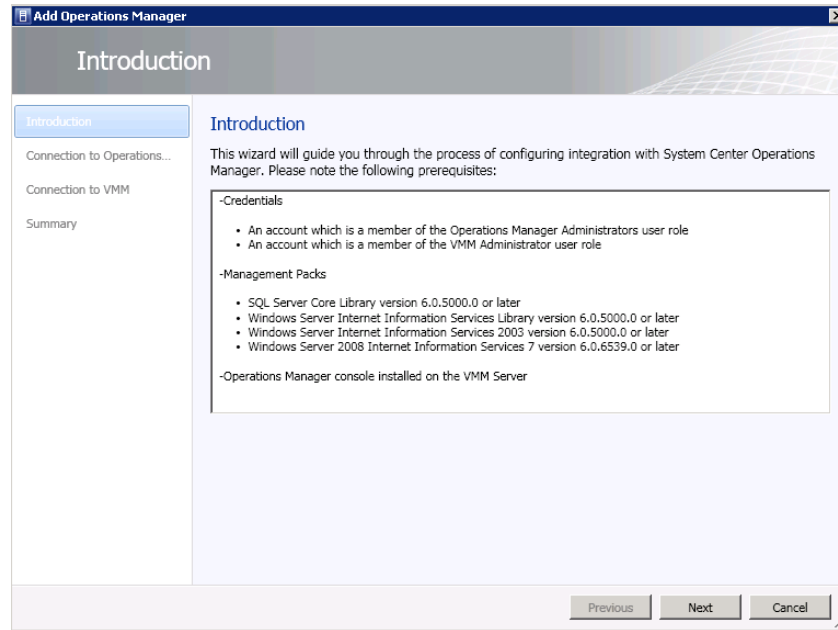 Add Operations Manager
Introduction
Introduction
Connection to Operations...
Connection to VMM
Summary
Introduction
This wizard will guide you through the process of configuring integration with System Center Operations
Manager. Please note the following prerequisites:
-Credentials
• An account which is a member of the Operations Manager Administrators user role
• An account which is a member of the VMM Administrator user role
-Management Packs
• SQL Server Core Library version 6.0.5000.0 or later
• Windows Server Internet Information Services Library version 6.0.5000.0 or later
• Windows Server Internet Information Services 2003 version 6.0.5000.0 or later
• Windows Server 2008 Internet Information Services 7 version 6.0.6539.0 or later
-Operations Manager console installed on the VMM Server
Previous Next Cancel